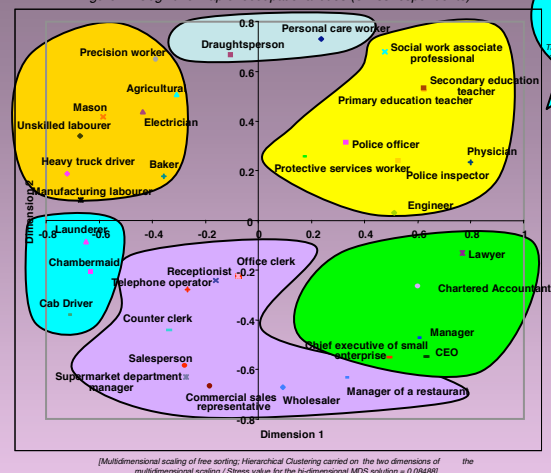 0.8
Personal care worker
Draughtsperson
Precision worker
Social work associate
professional
0.6
Agricultural
Secondary education
teacher
Primary education teacher
Mason
Electrician
0.4
Unskilled labourer
Police officer
Physician
Heavy truck driver
Baker
Protective services worker
0.2
Police inspector
Manufacturing labourer
Engineer
Dimension 2
0
-0.8
-0.6
-0.4
-0.2
0
0.2
0.4
0.6
0.8
1
Launderer
Lawyer
Chambermaid
Office clerk
Receptionist
-0.2
Telephone operator
Chartered Accountant
Cab Driver
Counter clerk
-0.4
Manager
Chief executive of small
enterprise
CEO
Salesperson
-0.6
Supermarket department
manager
Commercial sales
representative
Wholesaler
Manager of a restaurant
-0.8
Dimension 1
[Multidimensional scaling of free sorting; Hierarchical Clustering carried on the two dimensions of the
multidimensional scaling / Stress value for the bi-dimensional MDS solution = 0.08488]